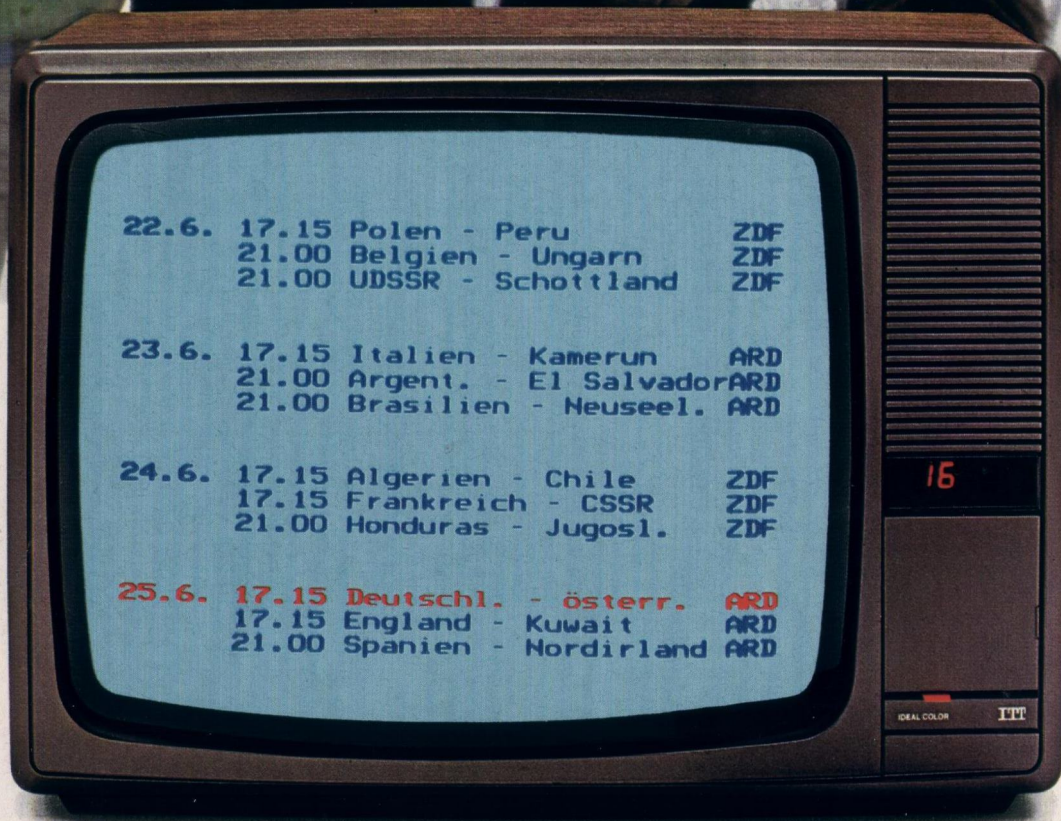 22.6. 17.15 Polen - Peru ZDF
21.00 Belgien - Ungarn ZDF
21.00 UDSSR - Schottland ZDF
23.6. 17.15 Italien - Kamerun ARD
21.00 Argent. - El SalvadorARD
21.00 Brasilien - Neuseel. ARD
24.6. 17.15 Algerien - Chile ZDF
17.15 Frankreich - CSSR ZDF
21.00 Honduras - Jugosl. ZDF
25.6. 17.15 Deutschl. - österr. ARD
17.15 England - Kuwait ARD
21.00 Spanien - Nordirland ARD
16
IDEAL COLOR ITT